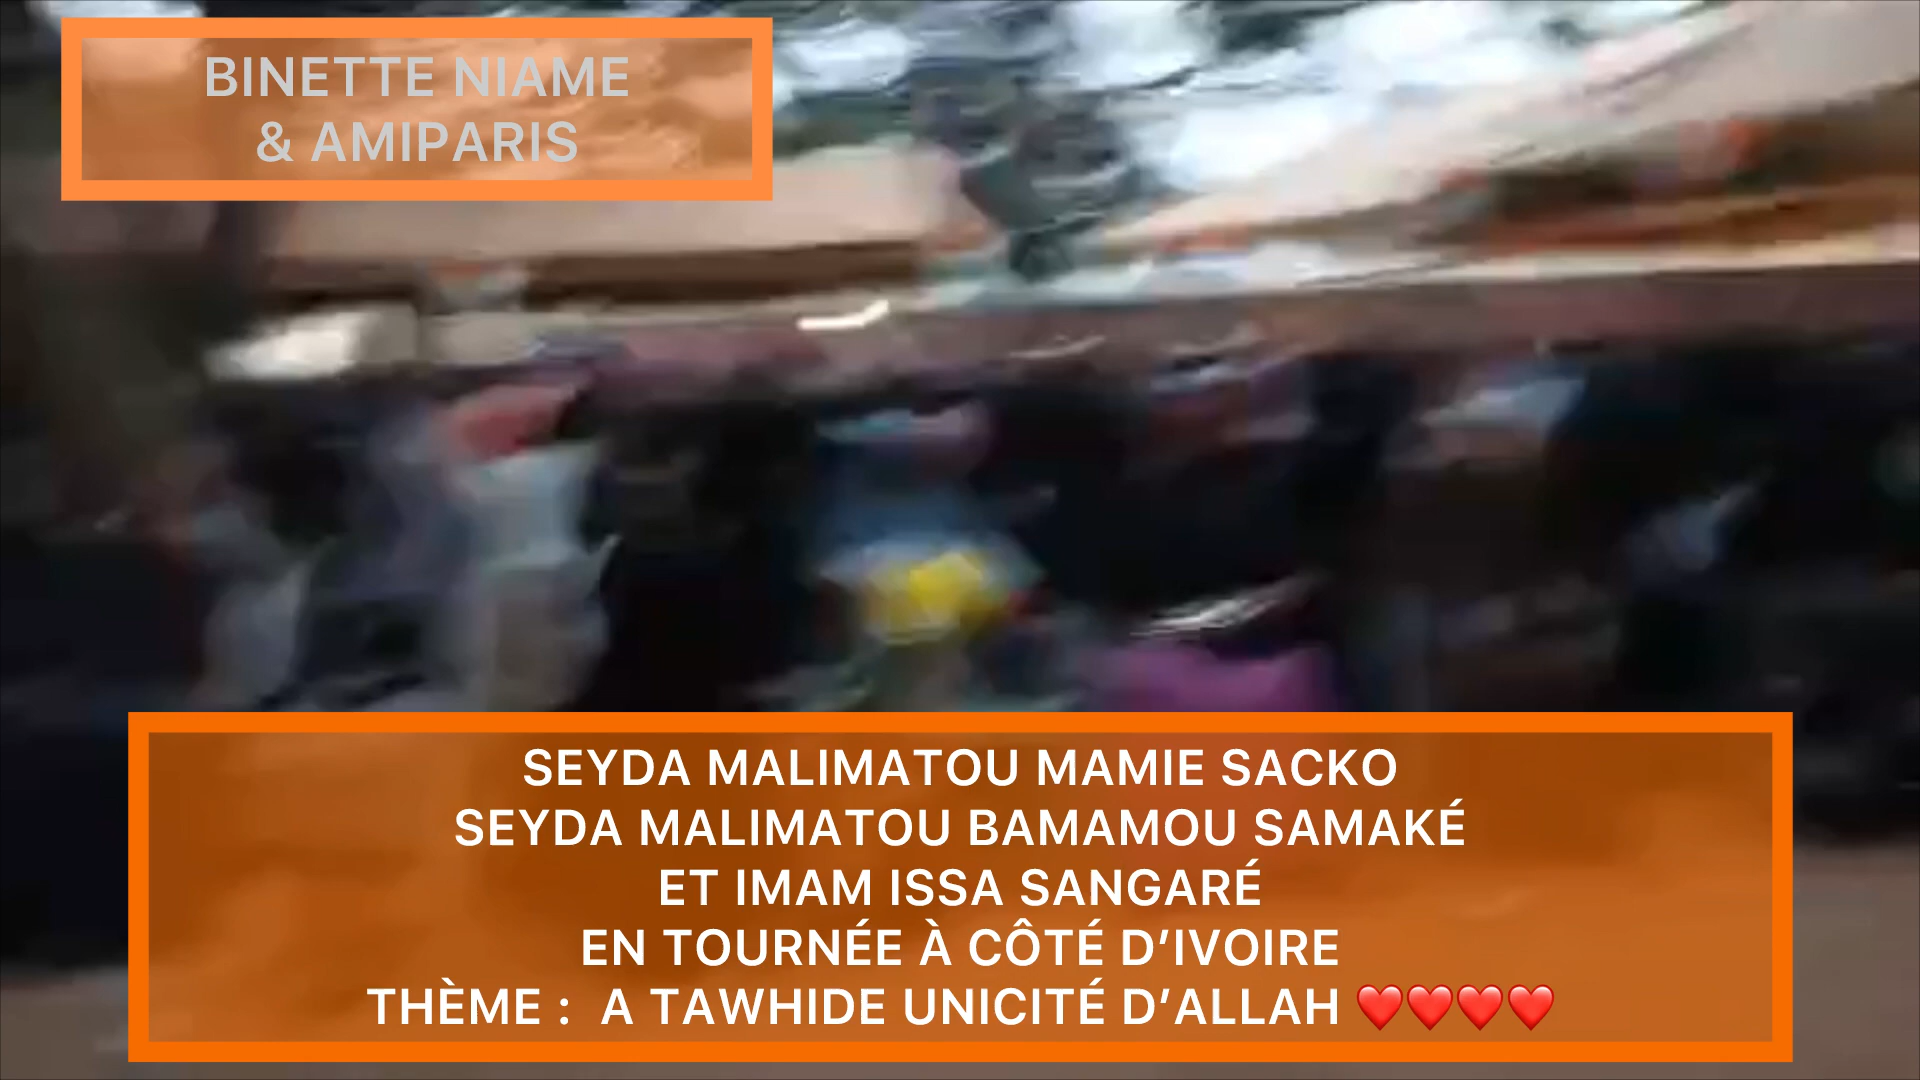 BINETTE NIAME
& AMIPARIS
SEYDA MALIMATOU MAMIE SACKO
SEYDA MALIMATOU BAMAMOU SAMAKÉ
ET IMAM ISSA SANGARÉ
EN TOURNÉE À CÔTÉ D’IVOIRE
THÈME :  A TAWHIDE UNICITÉ D’ALLAH ❤️❤️❤️❤️